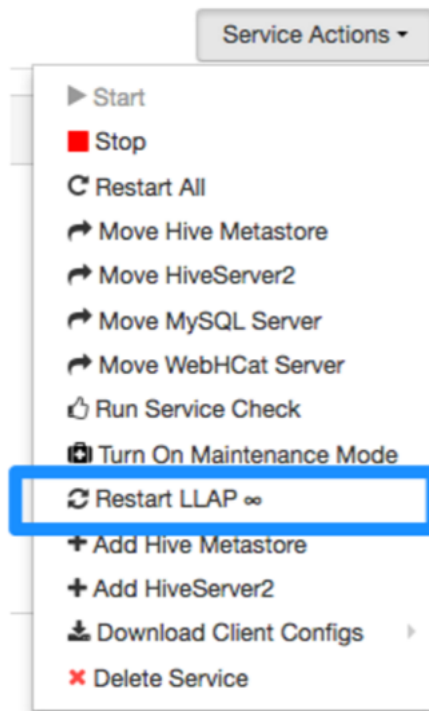 Service Actions
Start
Stop
Restart All
Move Hive Metastore
Move HiveServer2
Move MySQL Server
Move WebHCat Server
Run Service Check
Turn On Maintenance Mode
Restart LLAP ∞
Add Hive Metastore
Add HiveServer2
Download Client Configs
Delete Service